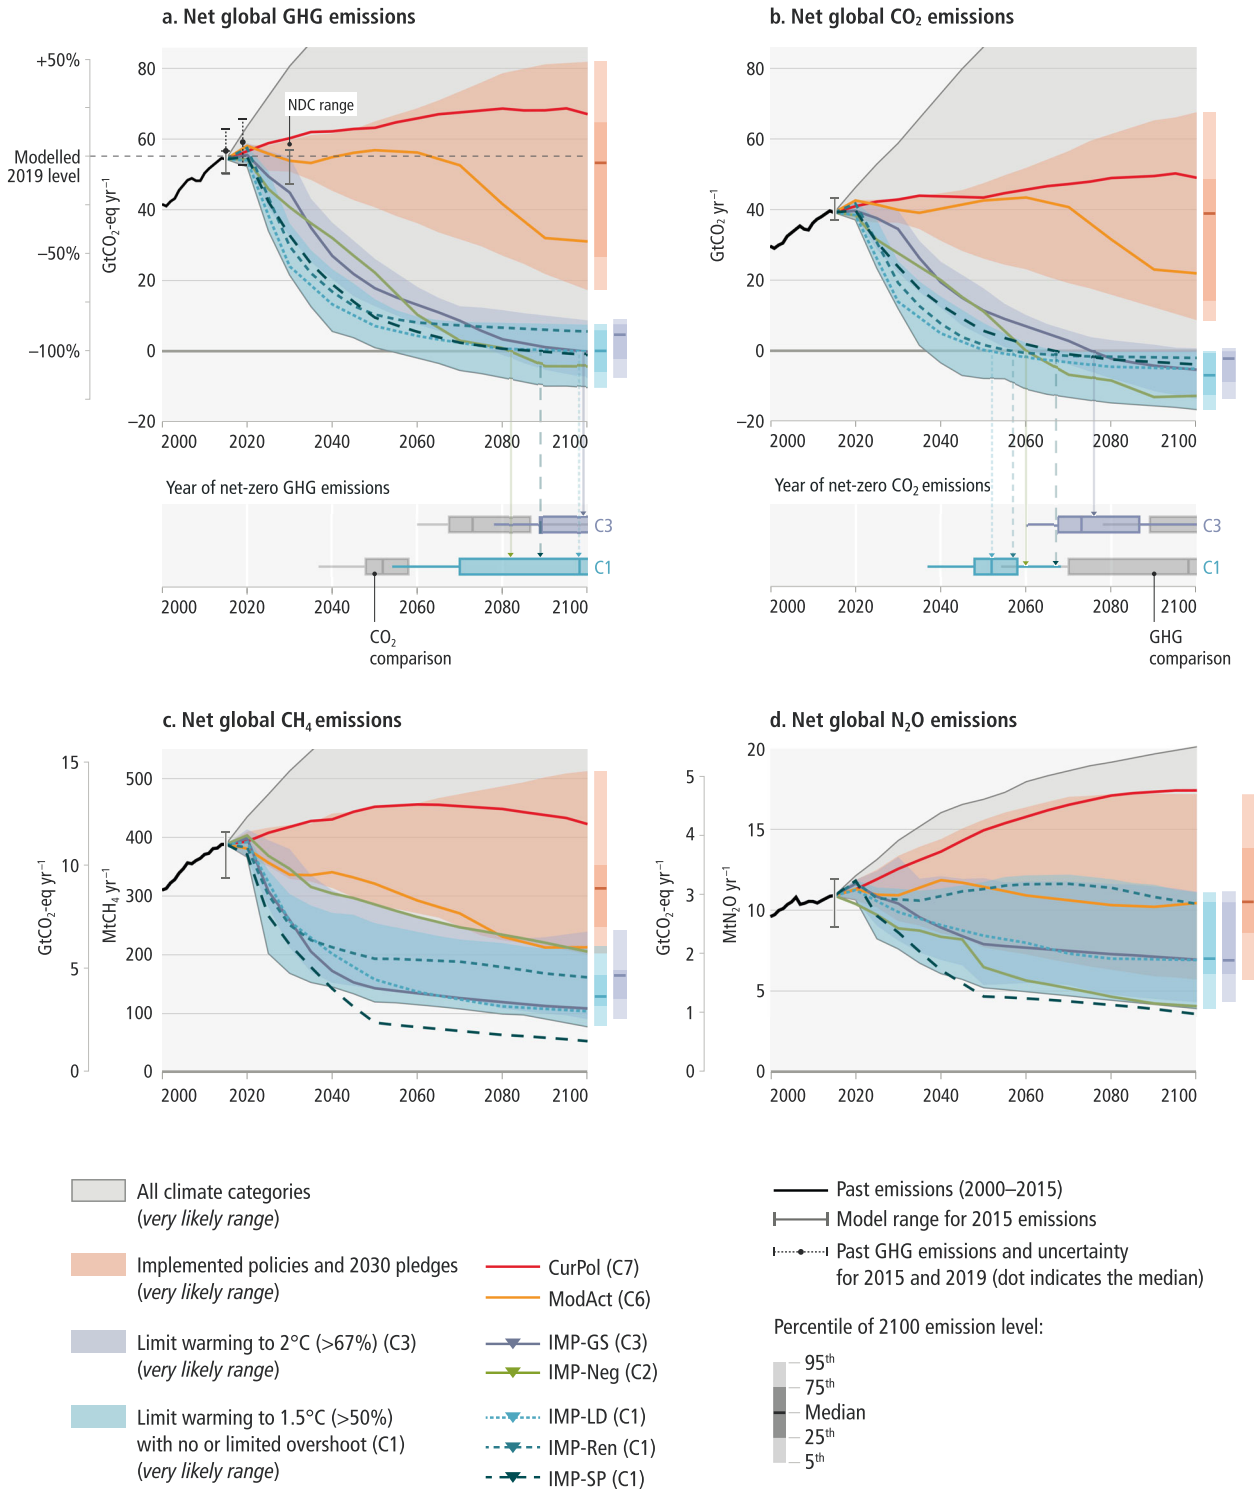 a. Net global GHG emissions
+50%
Modelled
2019 level
−50%
−100%
GtCO₂-eq yr⁻¹
80
60
40
20
0
−20
NDC range
2000 2020 2040 2060 2080 2100
Year of net-zero GHG emissions
C3
C1
2000 2020 2040 2060 2080 2100
CO₂
comparison
b. Net global CO₂ emissions
GtCO₂ yr⁻¹
80
60
40
20
0
−20
2000 2020 2040 2060 2080 2100
Year of net-zero CO₂ emissions
C3
C1
2000 2020 2040 2060 2080 2100
GHG
comparison
c. Net global CH₄ emissions
GtCO₂-eq yr⁻¹
15
10
5
0
MtCH₄ yr⁻¹
500
400
300
200
100
0
2000 2020 2040 2060 2080 2100
d. Net global N₂O emissions
GtCO₂-eq yr⁻¹
5
4
3
2
1
0
MtN₂O yr⁻¹
20
15
10
5
0
2000 2020 2040 2060 2080 2100
All climate categories
(very likely range)
Implemented policies and 2030 pledges
(very likely range)
Limit warming to 2°C (>67%) (C3)
(very likely range)
Limit warming to 1.5°C (>50%)
with no or limited overshoot (C1)
(very likely range)
CurPol (C7)
ModAct (C6)
IMP-GS (C3)
IMP-Neg (C2)
IMP-LD (C1)
IMP-Ren (C1)
IMP-SP (C1)
Past emissions (2000–2015)
Model range for 2015 emissions
Past GHG emissions and uncertainty
for 2015 and 2019 (dot indicates the median)
Percentile of 2100 emission level:
95th
75th
Median
25th
5th